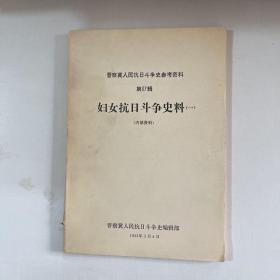 晋察冀人民抗日斗争史参考资料
第17辑
妇女抗日斗争史料(一)
(内部资料)
晋察冀人民抗日斗争史编辑部